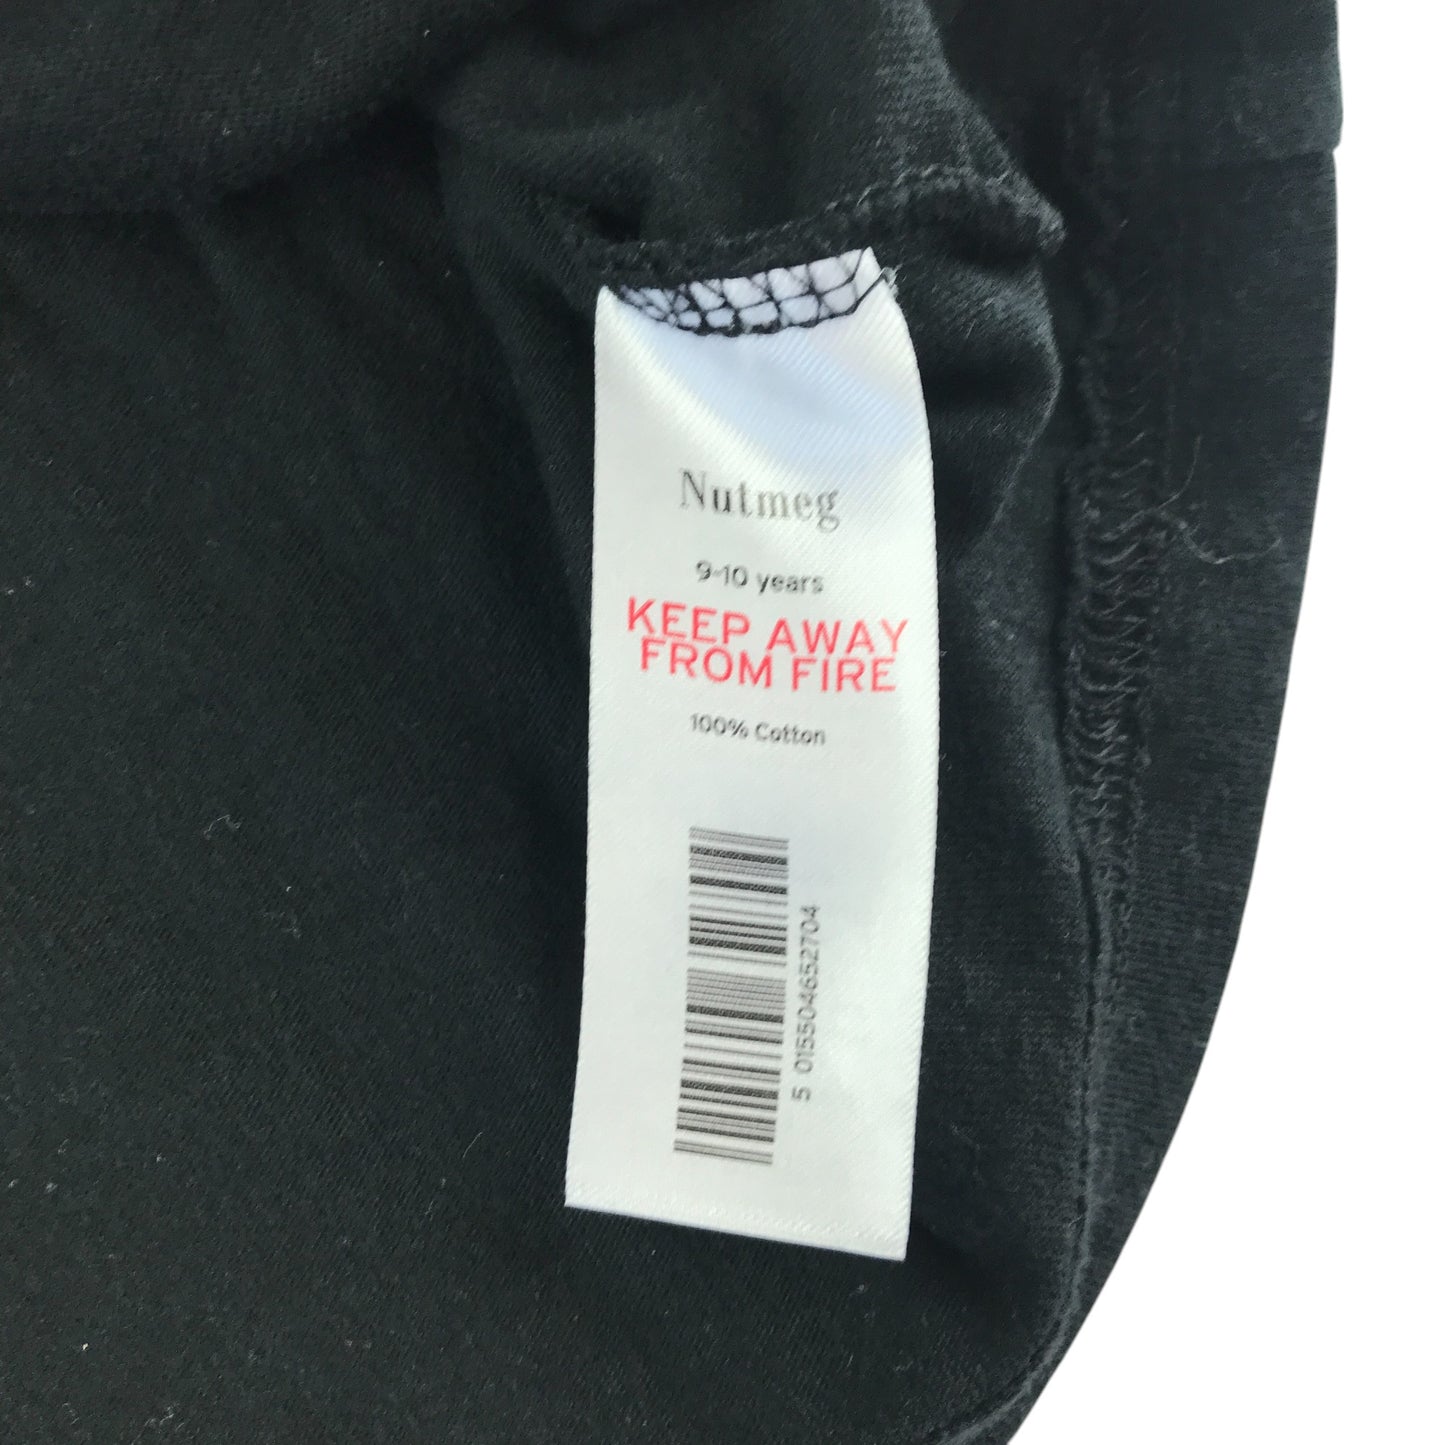 Nutmeg
9-10 years
KEEP AWAY
FROM FIRE
100% Cotton
5 015504652704